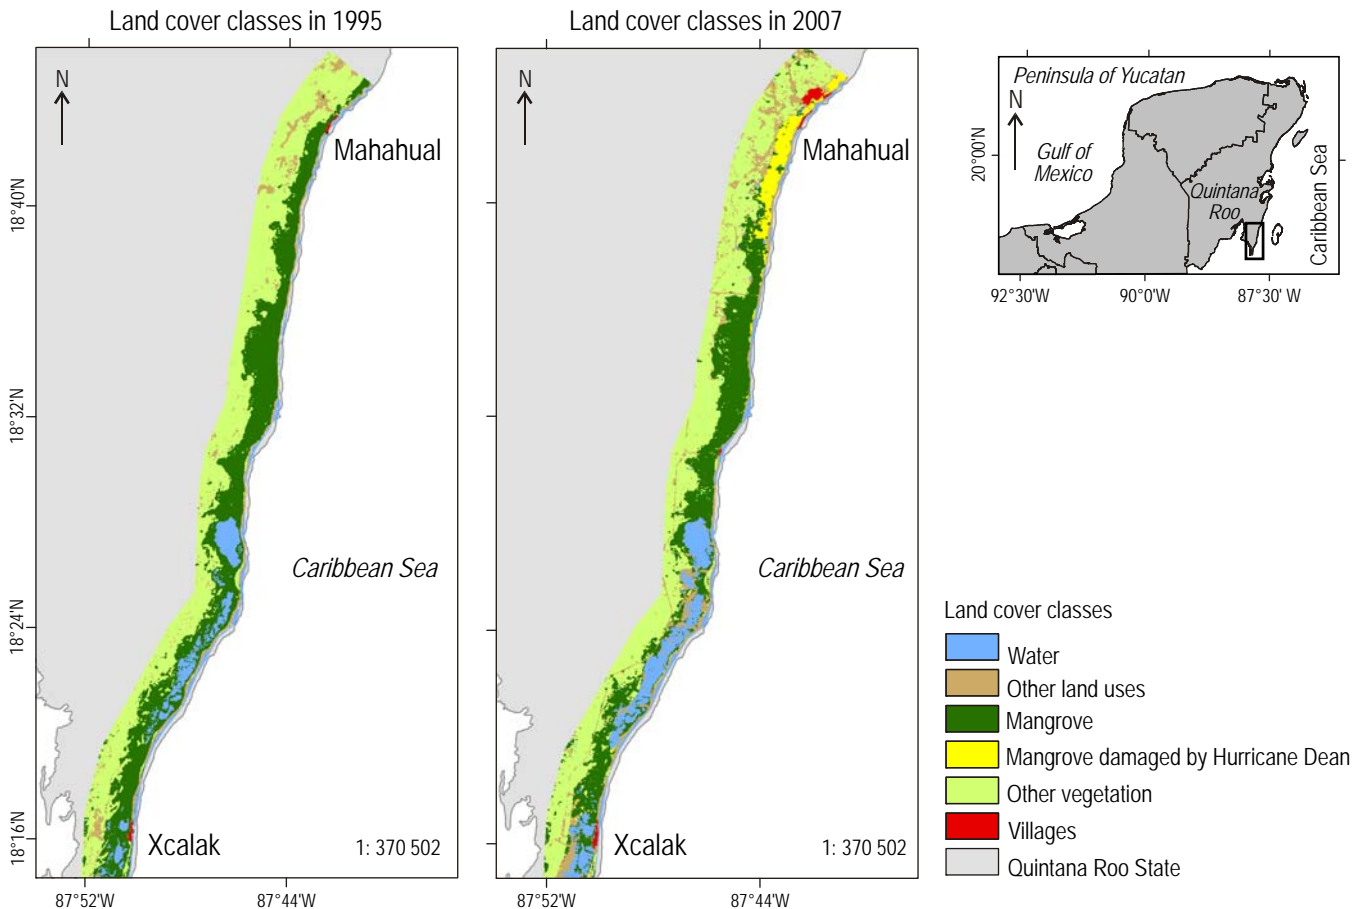 Land cover classes in 1995
N
Mahahual
Caribbean Sea
Xcalak
1: 370 502
18°40'N
18°32'N
18°24'N
18°16'N
87°52'W
87°44'W
Land cover classes in 2007
N
Mahahual
Caribbean Sea
Xcalak
1: 370 502
87°52'W
87°44'W
Peninsula of Yucatan
N
Gulf of
Mexico
Quintana
Roo
Caribbean Sea
20°00'N
92°30'W
90°0'W
87°30' W
Land cover classes
Water
Other land uses
Mangrove
Mangrove damaged by Hurricane Dean
Other vegetation
Villages
Quintana Roo State